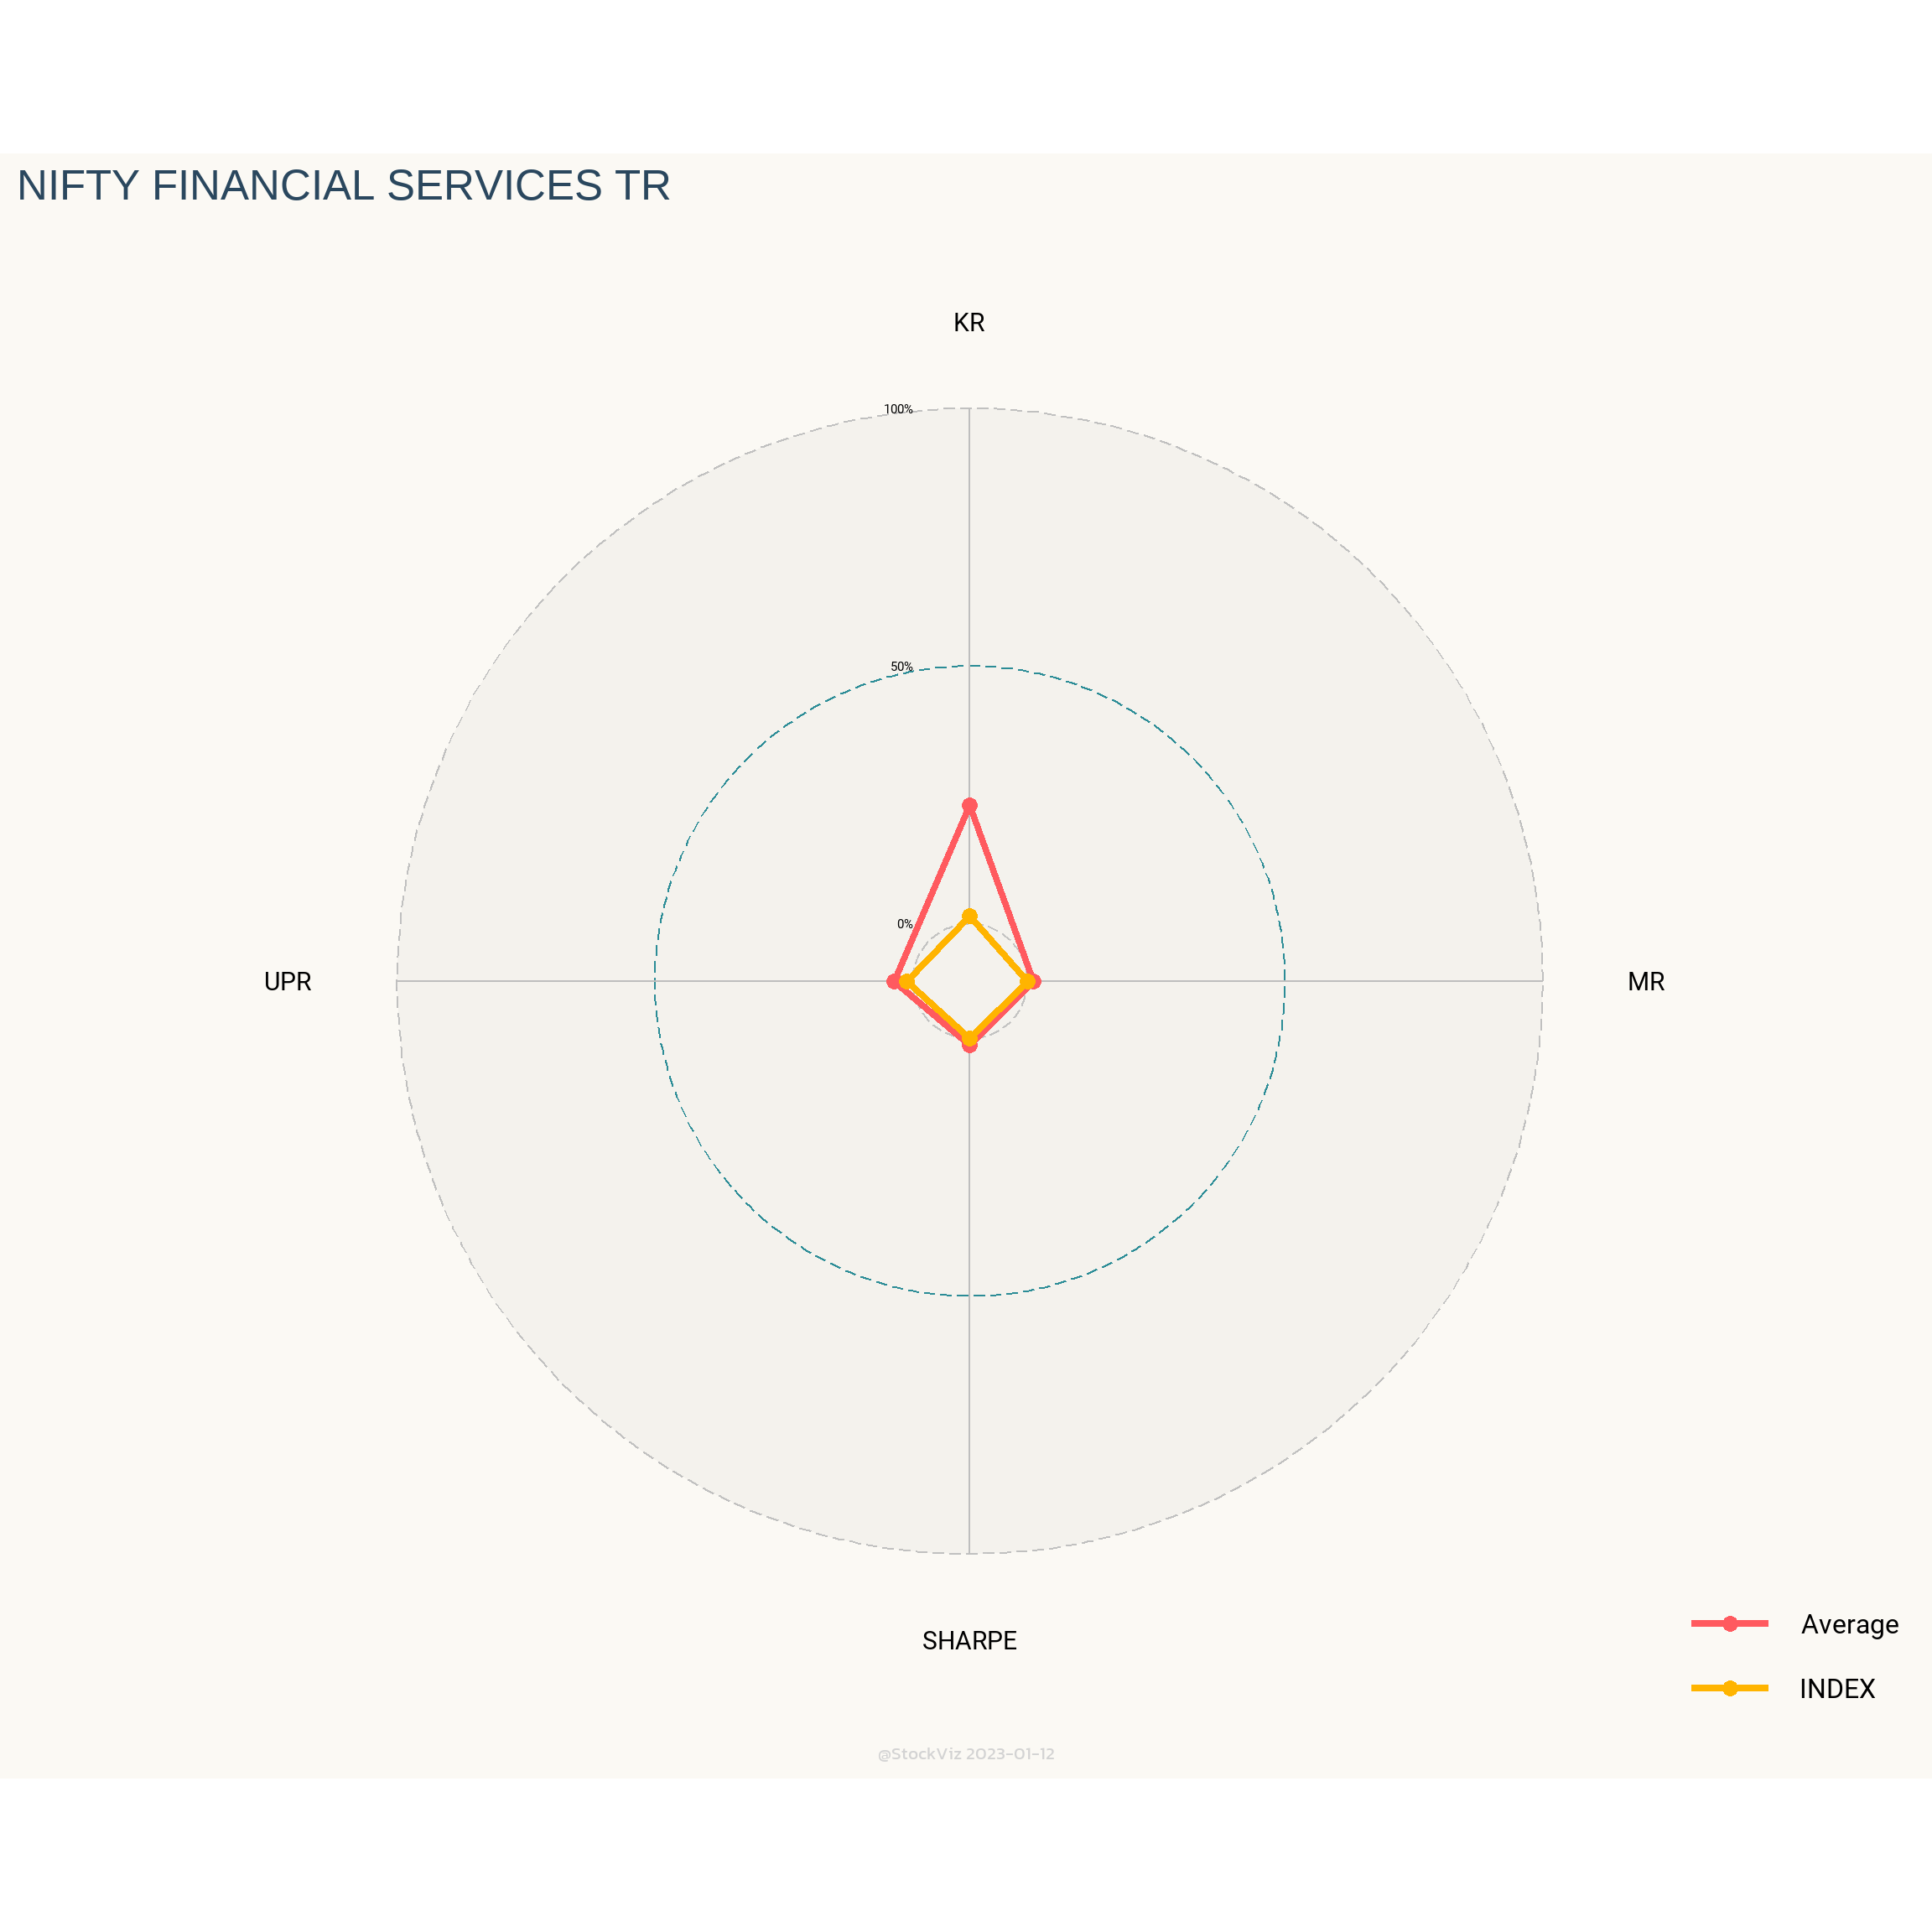 NIFTY FINANCIAL SERVICES TR
KR
100%
50%
0%
UPR
MR
SHARPE
Average
INDEX
@StockViz 2023-01-12